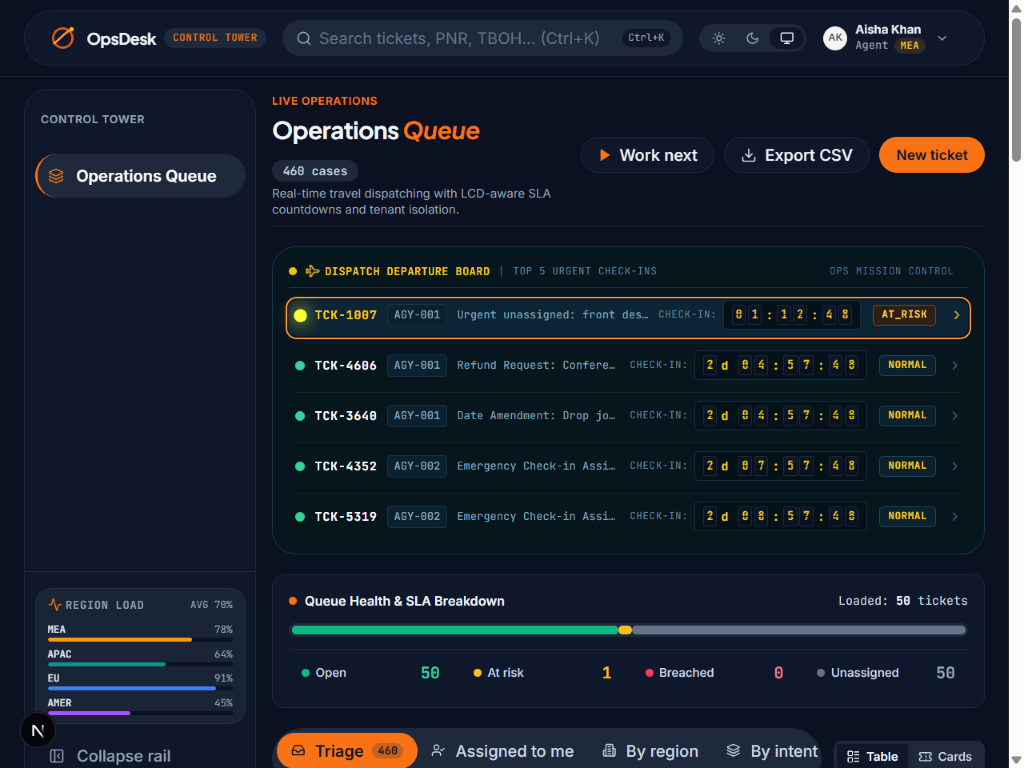 OpsDesk CONTROL TOWER Search tickets, PNR, TBOH... (Ctrl+K) Ctrl+K AK Aisha Khan
Agent MEA
CONTROL TOWER
Operations Queue
LIVE OPERATIONS
Operations Queue
460 cases
Real-time travel dispatching with LCD-aware SLA
countdowns and tenant isolation.
Work next Export CSV New ticket
DISPATCH DEPARTURE BOARD | TOP 5 URGENT CHECK-INS OPS MISSION CONTROL
TCK-1007 AGY-001 Urgent unassigned: front des… CHECK-IN: 01:12:48 AT_RISK
TCK-4606 AGY-001 Refund Request: Confere… CHECK-IN: 2d 04:57:48 NORMAL
TCK-3640 AGY-001 Date Amendment: Drop jo… CHECK-IN: 2d 04:57:48 NORMAL
TCK-4352 AGY-002 Emergency Check-in Assi… CHECK-IN: 2d 07:57:48 NORMAL
TCK-5319 AGY-002 Emergency Check-in Assi… CHECK-IN: 2d 08:57:48 NORMAL
Queue Health & SLA Breakdown Loaded: 50 tickets
Open 50 At risk 1 Breached 0 Unassigned 50
REGION LOAD AVG 70%
MEA 78%
APAC 64%
EU 91%
AMER 45%
N
Collapse rail
Triage 460 Assigned to me By region By intent Table Cards